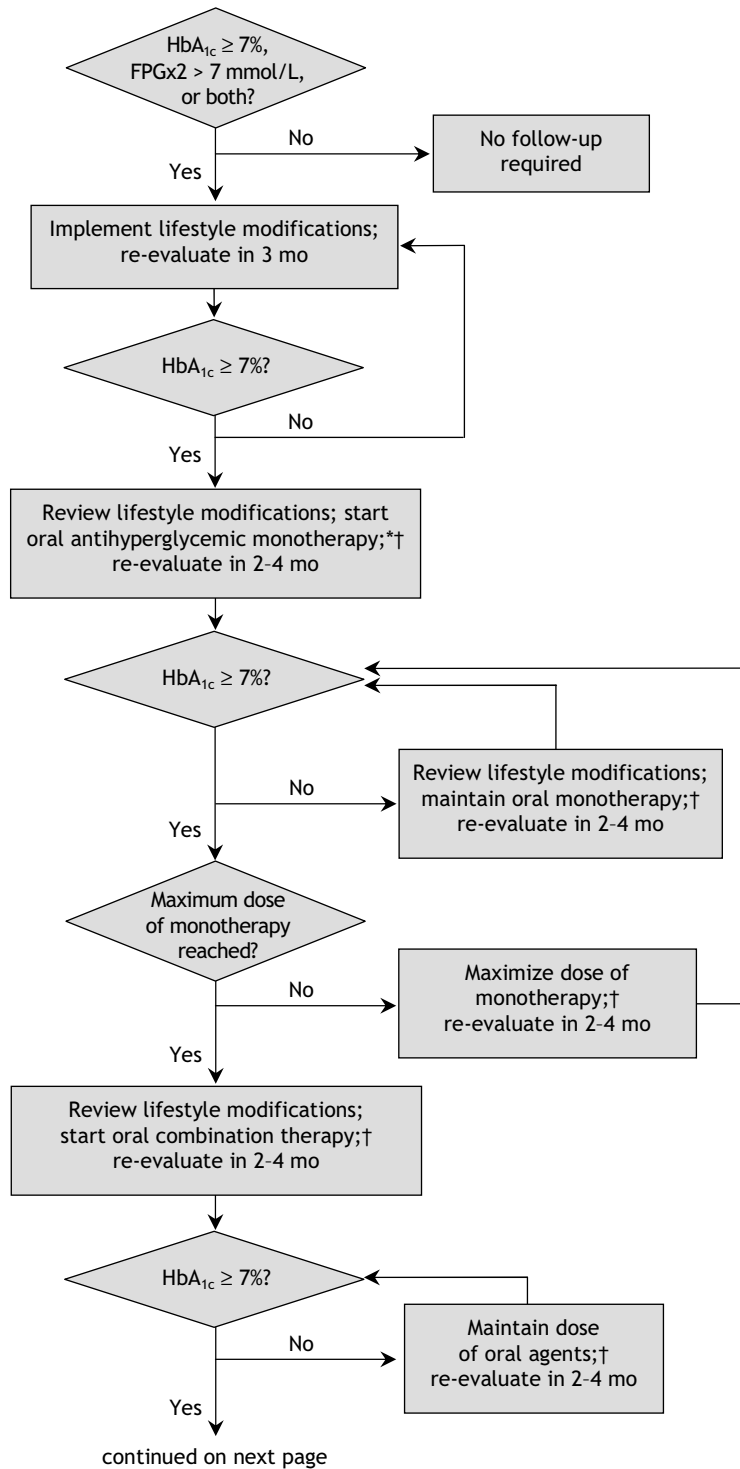 HbA1c ≥ 7%,
FPGx2 > 7 mmol/L,
or both?
No
No follow-up
required
Yes
Implement lifestyle modifications;
re-evaluate in 3 mo
HbA1c ≥ 7%?
No
Yes
Review lifestyle modifications; start
oral antihyperglycemic monotherapy;*†
re-evaluate in 2–4 mo
HbA1c ≥ 7%?
No
Review lifestyle modifications;
maintain oral monotherapy;†
re-evaluate in 2–4 mo
Yes
Maximum dose
of monotherapy
reached?
No
Maximize dose of
monotherapy;†
re-evaluate in 2–4 mo
Yes
Review lifestyle modifications;
start oral combination therapy;†
re-evaluate in 2–4 mo
HbA1c ≥ 7%?
No
Maintain dose
of oral agents;†
re-evaluate in 2–4 mo
Yes
continued on next page